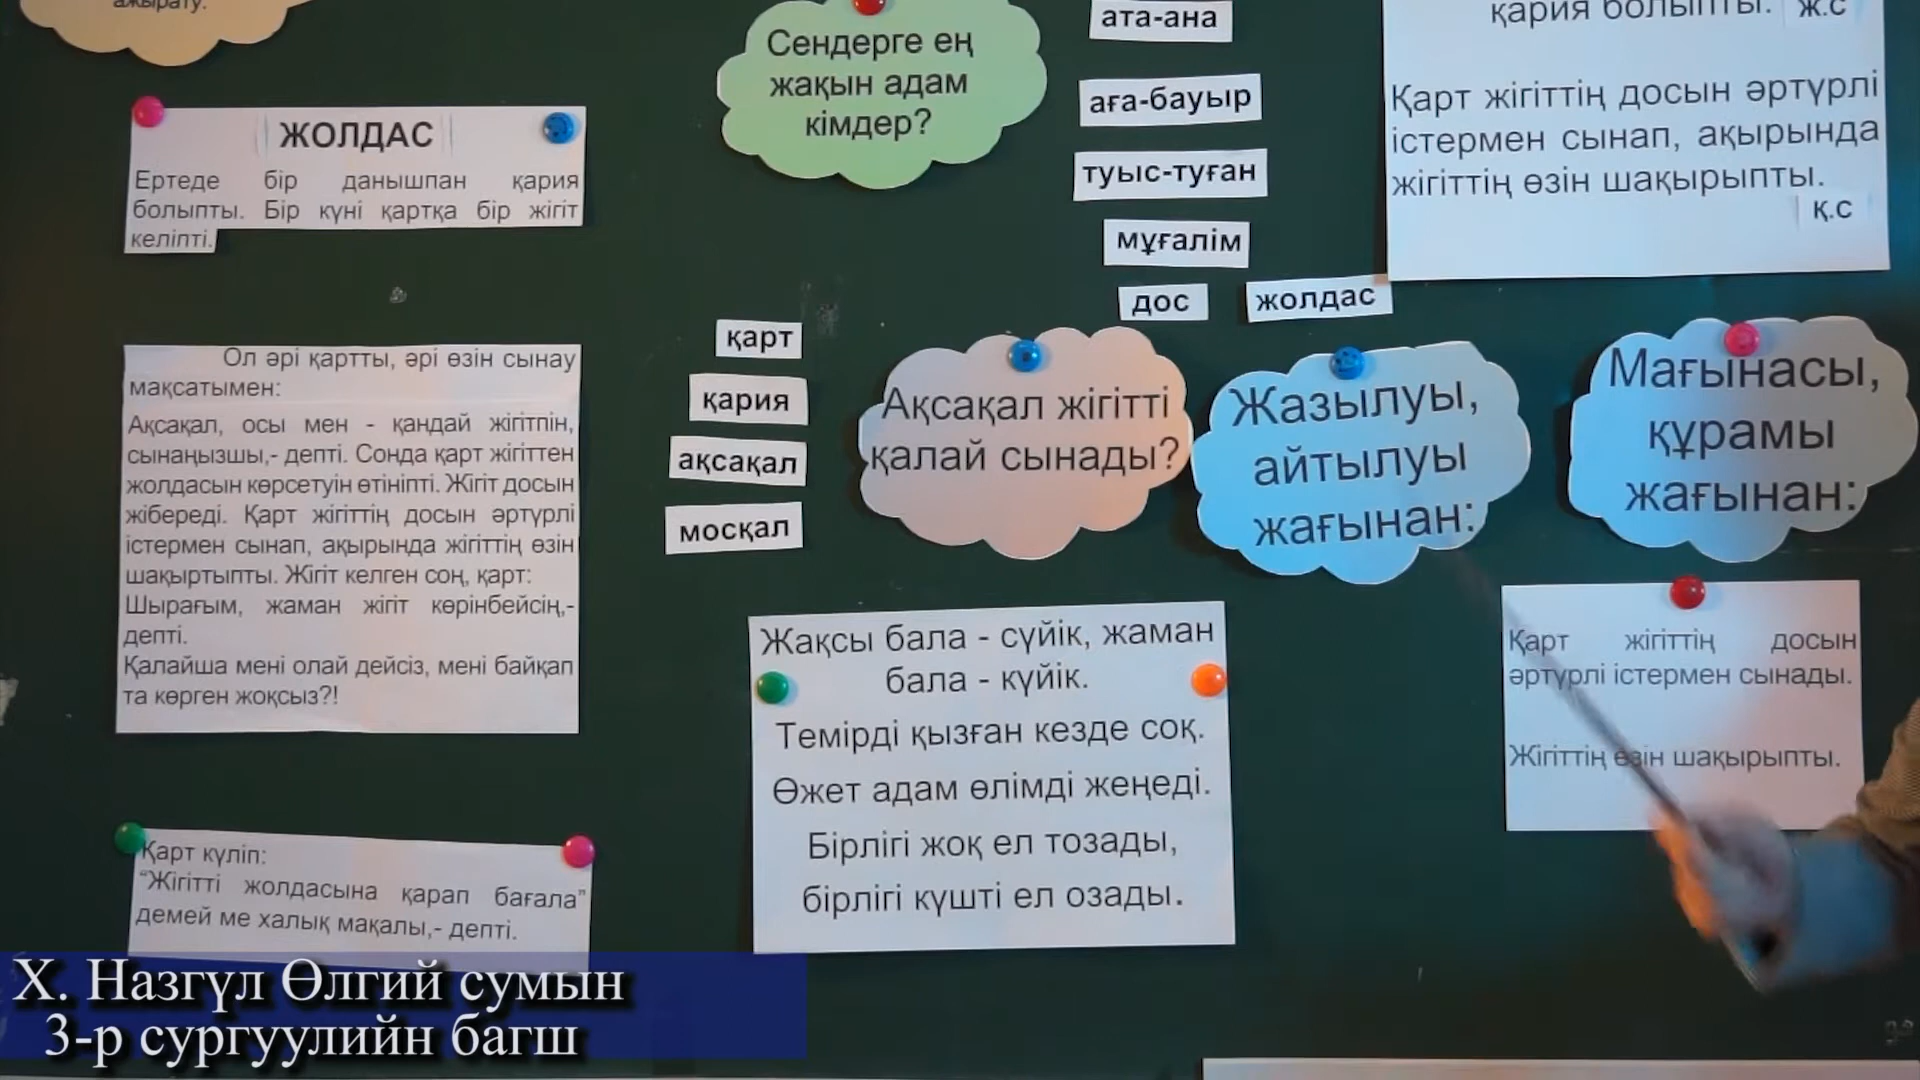 ажырату.
ЖОЛДАС
Ертеде бір данышпан қария
болыпты. Бір күні қартқа бір жігіт
келіпті.
Ол әрі қартты, әрі өзін сынау
мақсатымен:
Ақсақал, осы мен - қандай жігітпін,
сынаңызшы,- депті. Сонда қарт жігіттен
жолдасын көрсетуін өтініпті. Жігіт досын
жібереді. Қарт жігіттің досын әртүрлі
істермен сынап, ақырында жігіттің өзін
шақыртыпты. Жігіт келген соң, қарт:
Шырағым, жаман жігіт көрінбейсің,-
депті.
Қалайша мені олай дейсіз, мені байқап
та көрген жоқсыз?!
Қарт күліп:
“Жігітті жолдасына қарап бағала”
демей ме халық мақалы,- депті.
Сендерге ең
жақын адам
кімдер?
ата-ана
аға-бауыр
туыс-туған
мұғалім
дос
жолдас
қарт
қария
ақсақал
мосқал
Ақсақал жігітті
қалай сынады?
Жақсы бала - сүйік, жаман
бала - күйік.
Темірді қызған кезде соқ.
Өжет адам өлімді жеңеді.
Бірлігі жоқ ел тозады,
бірлігі күшті ел озады.
қария болыпты. ж.с
Қарт жігіттің досын әртүрлі
істермен сынап, ақырында
жігіттің өзін шақырыпты.
қ.с
Жазылуы,
айтылуы
жағынан:
Мағынасы,
құрамы
жағынан:
Қарт жігіттің досын
әртүрлі істермен сынады.
Жігіттің өзін шақырыпты.
Х. Назгүл Өлгий сумын
3-р сургуулийн багш